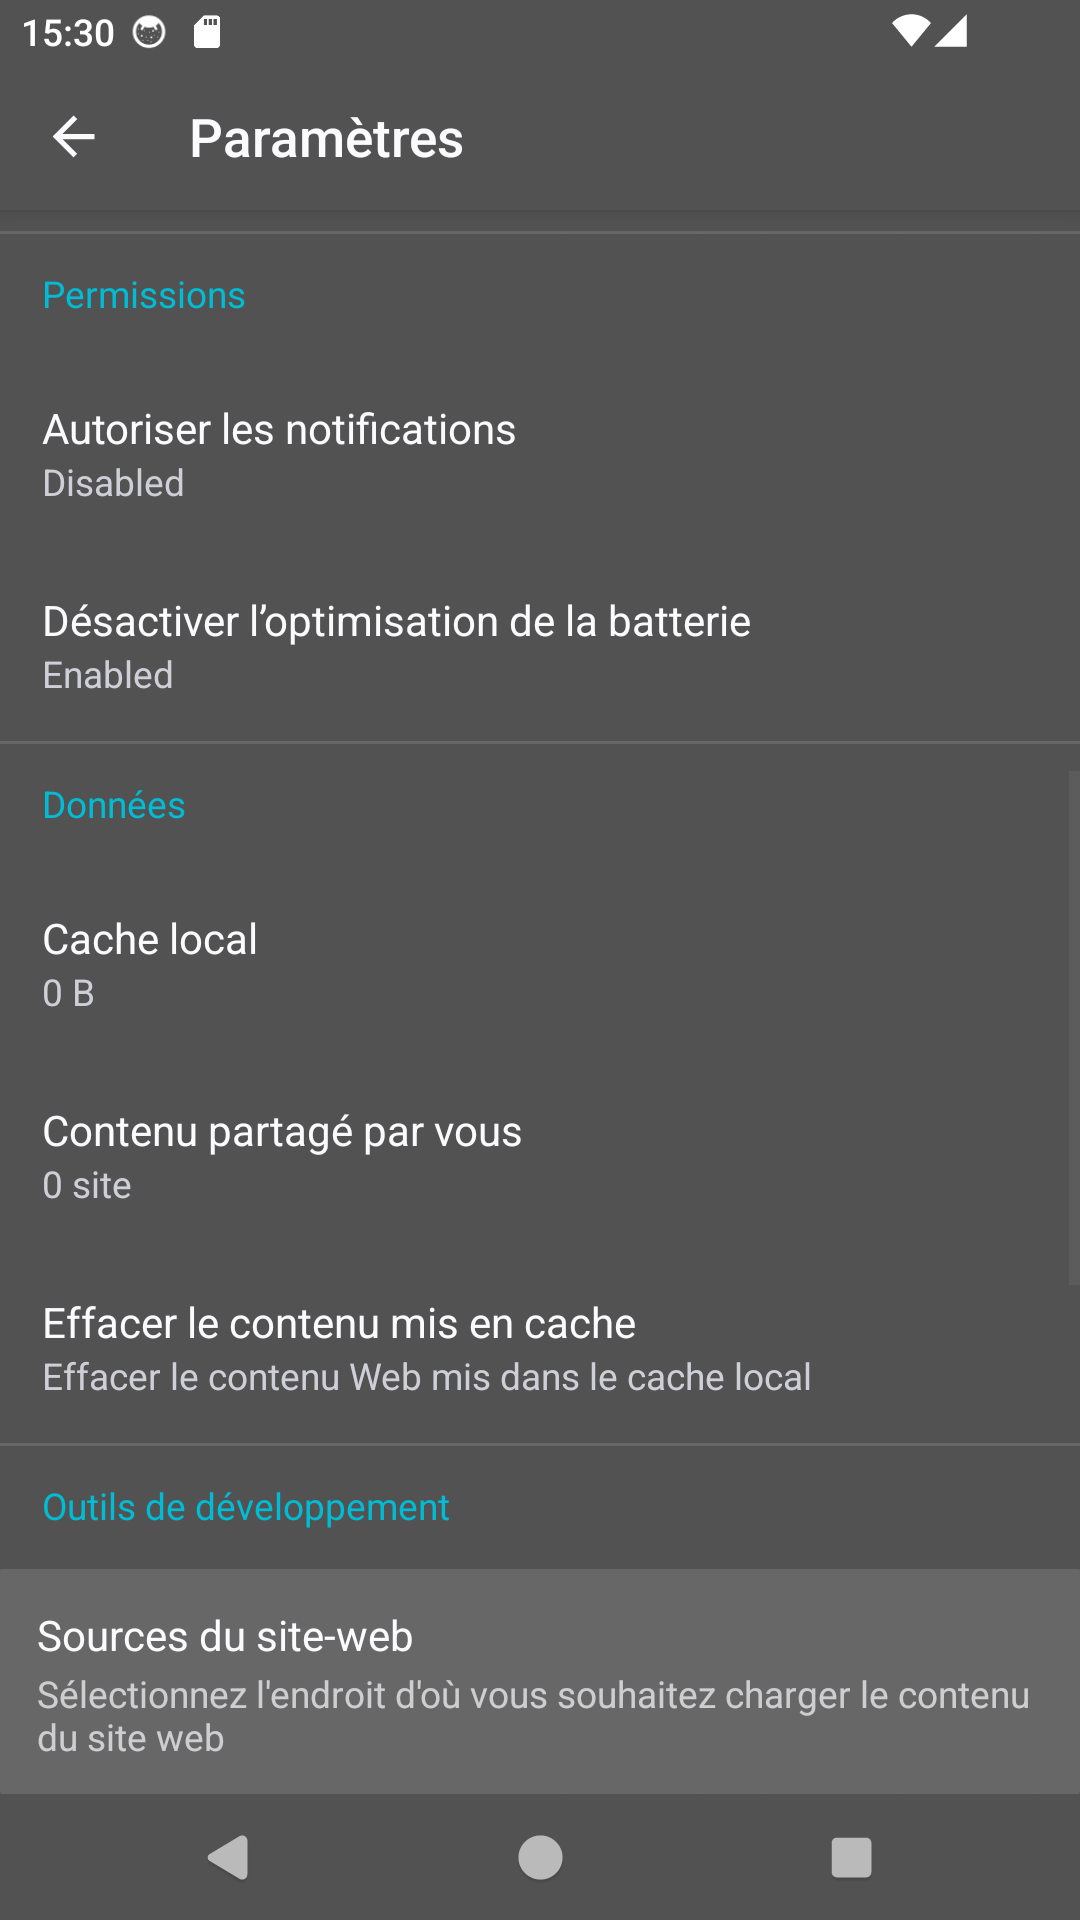 15:30
Paramètres
Permissions
Autoriser les notifications
Disabled
Désactiver l’optimisation de la batterie
Enabled
Données
Cache local
0 B
Contenu partagé par vous
0 site
Effacer le contenu mis en cache
Effacer le contenu Web mis dans le cache local
Outils de développement
Sources du site-web
Sélectionnez l'endroit d'où vous souhaitez charger le contenu
du site web